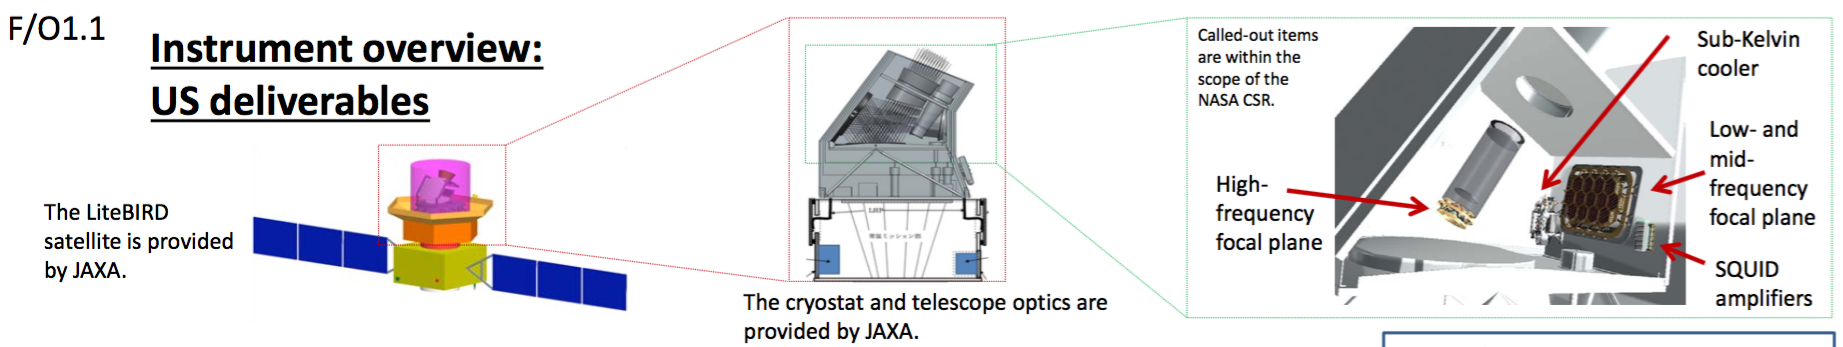 F/O1.1
Instrument overview:
US deliverables
The LiteBIRD
satellite is provided
by JAXA.
LHP
The cryostat and telescope optics are
provided by JAXA.
Called-out items
are within the
scope of the
NASA CSR.
Sub-Kelvin
cooler
Low- and
mid-
frequency
focal plane
High-
frequency
focal plane
SQUID
amplifiers